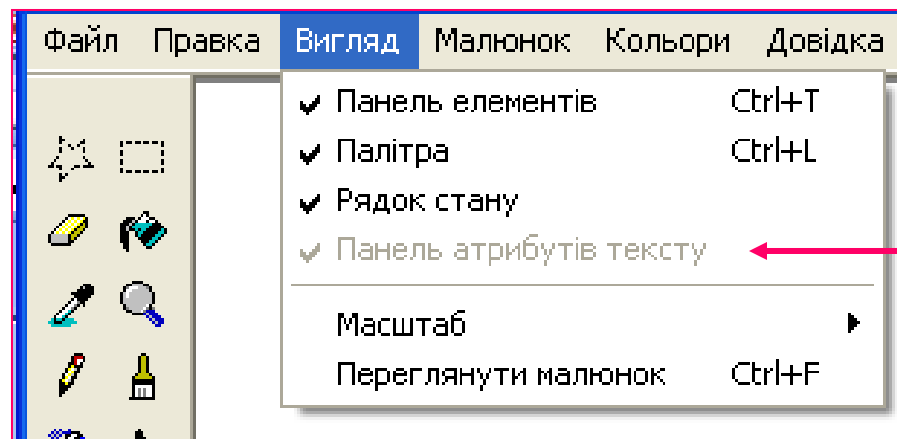 Файл Правка Вигляд Малюнок Кольори Довідка
Панель елементів Ctrl+T
Палітра Ctrl+L
Рядок стану
Панель атрибутів тексту
Масштаб
Переглянути малюнок Ctrl+F